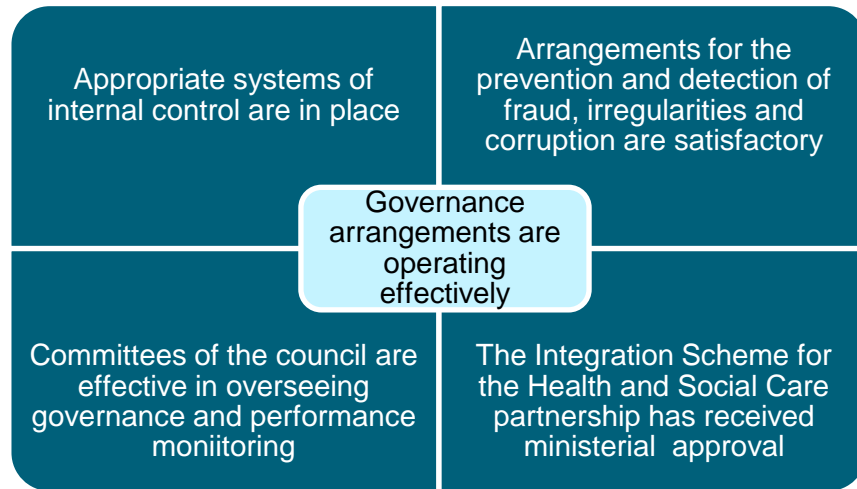 Appropriate systems of
internal control are in place
Arrangements for the
prevention and detection of
fraud, irregularities and
corruption are satisfactory
Governance
arrangements are
operating
effectively
Committees of the council are
effective in overseeing
governance and performance
moniitoring
The Integration Scheme for
the Health and Social Care
partnership has received
ministerial approval